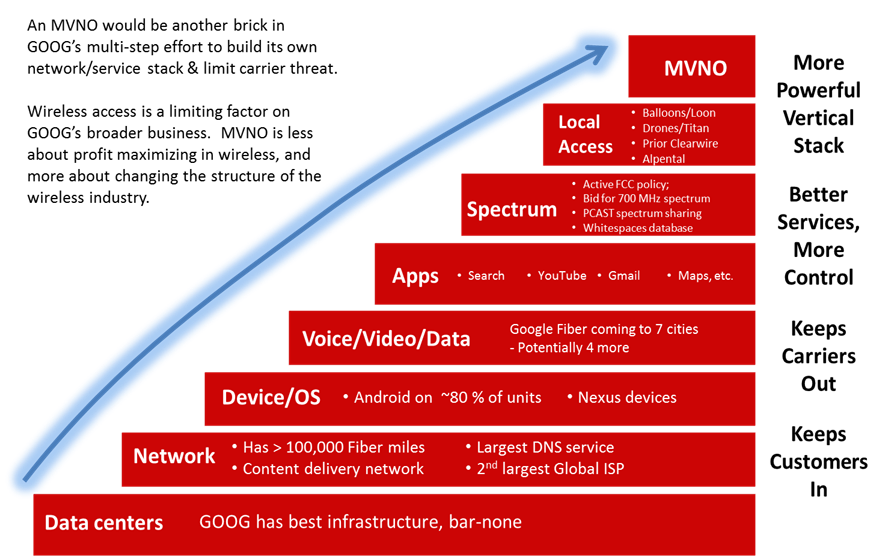 An MVNO would be another brick in
GOOG's multi-step effort to build its own
network/service stack & limit carrier threat.
Wireless access is a limiting factor on
GOOG's broader business.  MVNO is less
about profit maximizing in wireless, and
more about changing the structure of the
wireless industry.
MVNO
Local
Access
• Balloons/Loon
• Drones/Titan
• Prior Clearwire
• Alpental
Spectrum
• Active FCC policy;
• Bid for 700 MHz spectrum
• PCAST spectrum sharing
• Whitespaces database
Apps • Search • YouTube • Gmail • Maps, etc.
Voice/Video/Data
Google Fiber coming to 7 cities
- Potentially 4 more
Device/OS • Android on ~80 % of units • Nexus devices
Network
• Has > 100,000 Fiber miles
• Content delivery network
• Largest DNS service
• 2nd largest Global ISP
Data centers GOOG has best infrastructure, bar-none
More
Powerful
Vertical
Stack
Better
Services,
More
Control
Keeps
Carriers
Out
Keeps
Customers
In